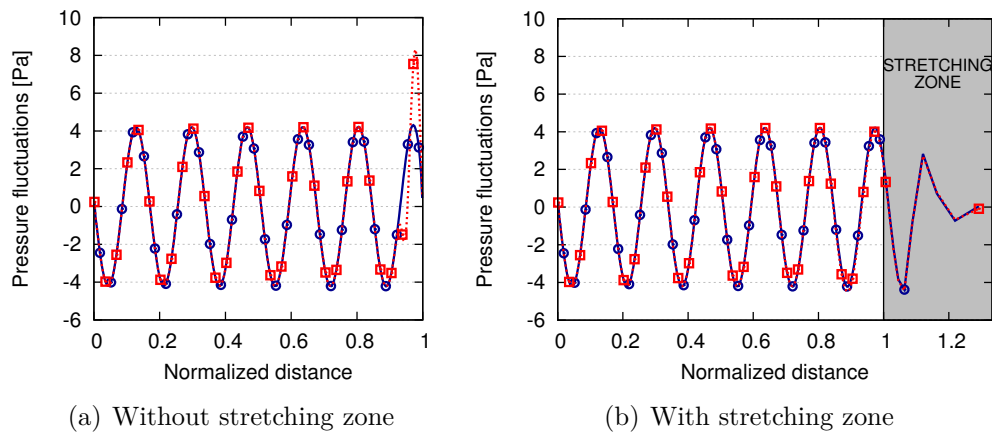 10
8
6
4
2
0
-2
-4
-6
Pressure fluctuations [Pa]
0 0.2 0.4 0.6 0.8 1
Normalized distance
(a) Without stretching zone
10
8
6
4
2
0
-2
-4
-6
Pressure fluctuations [Pa]
STRETCHING
ZONE
0 0.2 0.4 0.6 0.8 1 1.2
Normalized distance
(b) With stretching zone